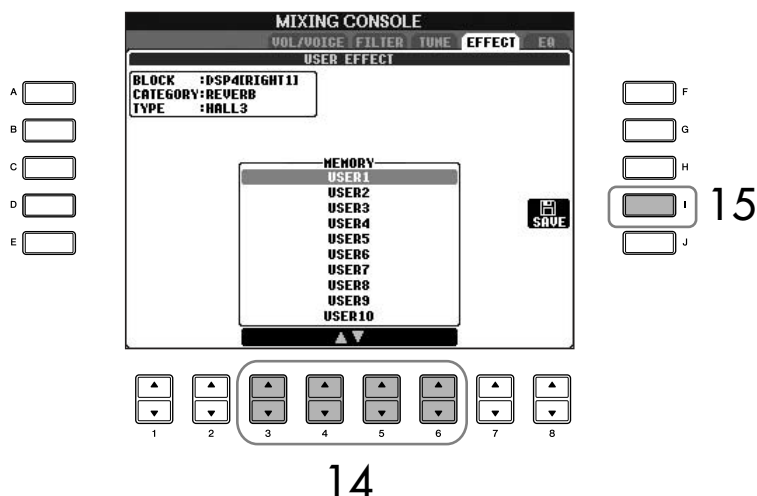 MIXING CONSOLE
VOL/VOICE FILTER TUNE EFFECT EQ
USER EFFECT
BLOCK :DSP4[RIGHT1]
CATEGORY:REVERB
TYPE :HALL3
A
B
C
D
E
MEMORY
USER1
USER2
USER3
USER4
USER5
USER6
USER7
USER8
USER9
USER10
SAVE
F
G
H
I
J
15
1 2 3 4 5 6 7 8
14